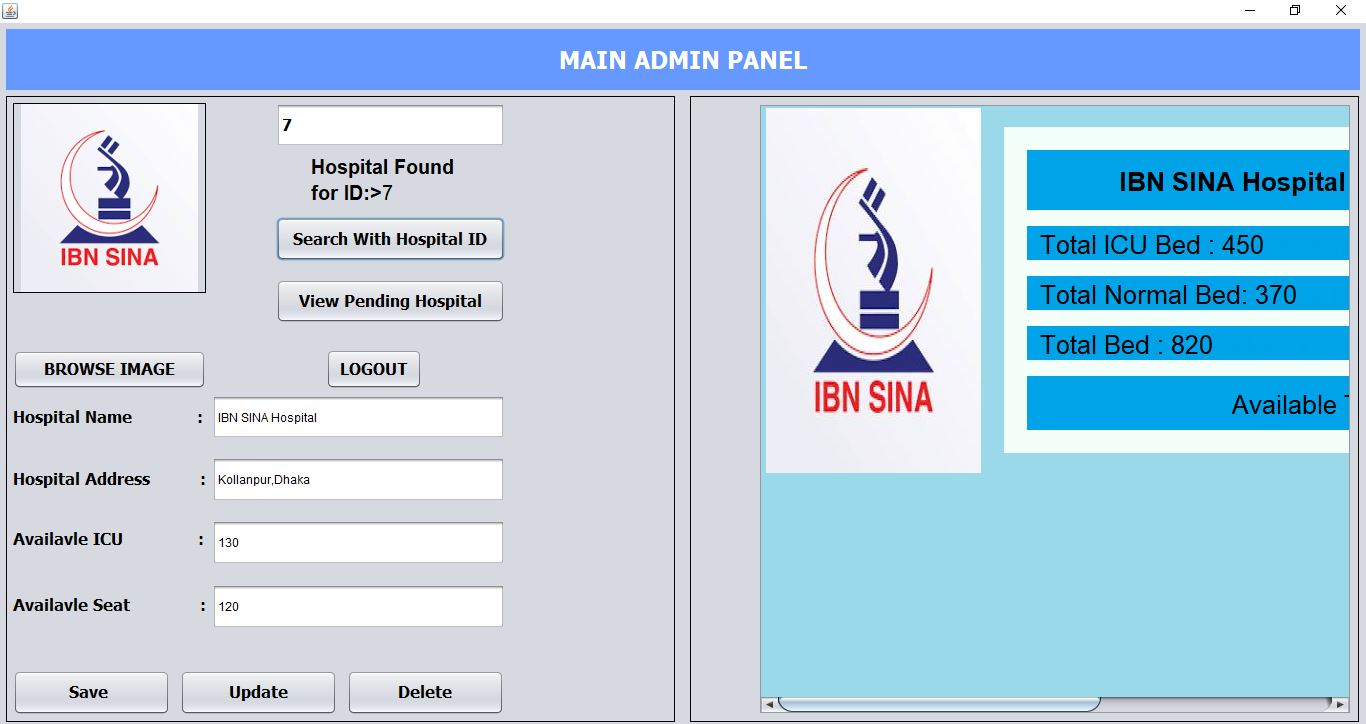 MAIN ADMIN PANEL
IBN SINA
7
Hospital Found
for ID:>7
Search With Hospital ID
View Pending Hospital
BROWSE IMAGE
LOGOUT
Hospital Name : IBN SINA Hospital
Hospital Address : Kollanpur,Dhaka
Availavle ICU : 130
Availavle Seat : 120
Save Update Delete
IBN SINA
IBN SINA Hospital
Total ICU Bed : 450
Total Normal Bed: 370
Total Bed : 820
Available